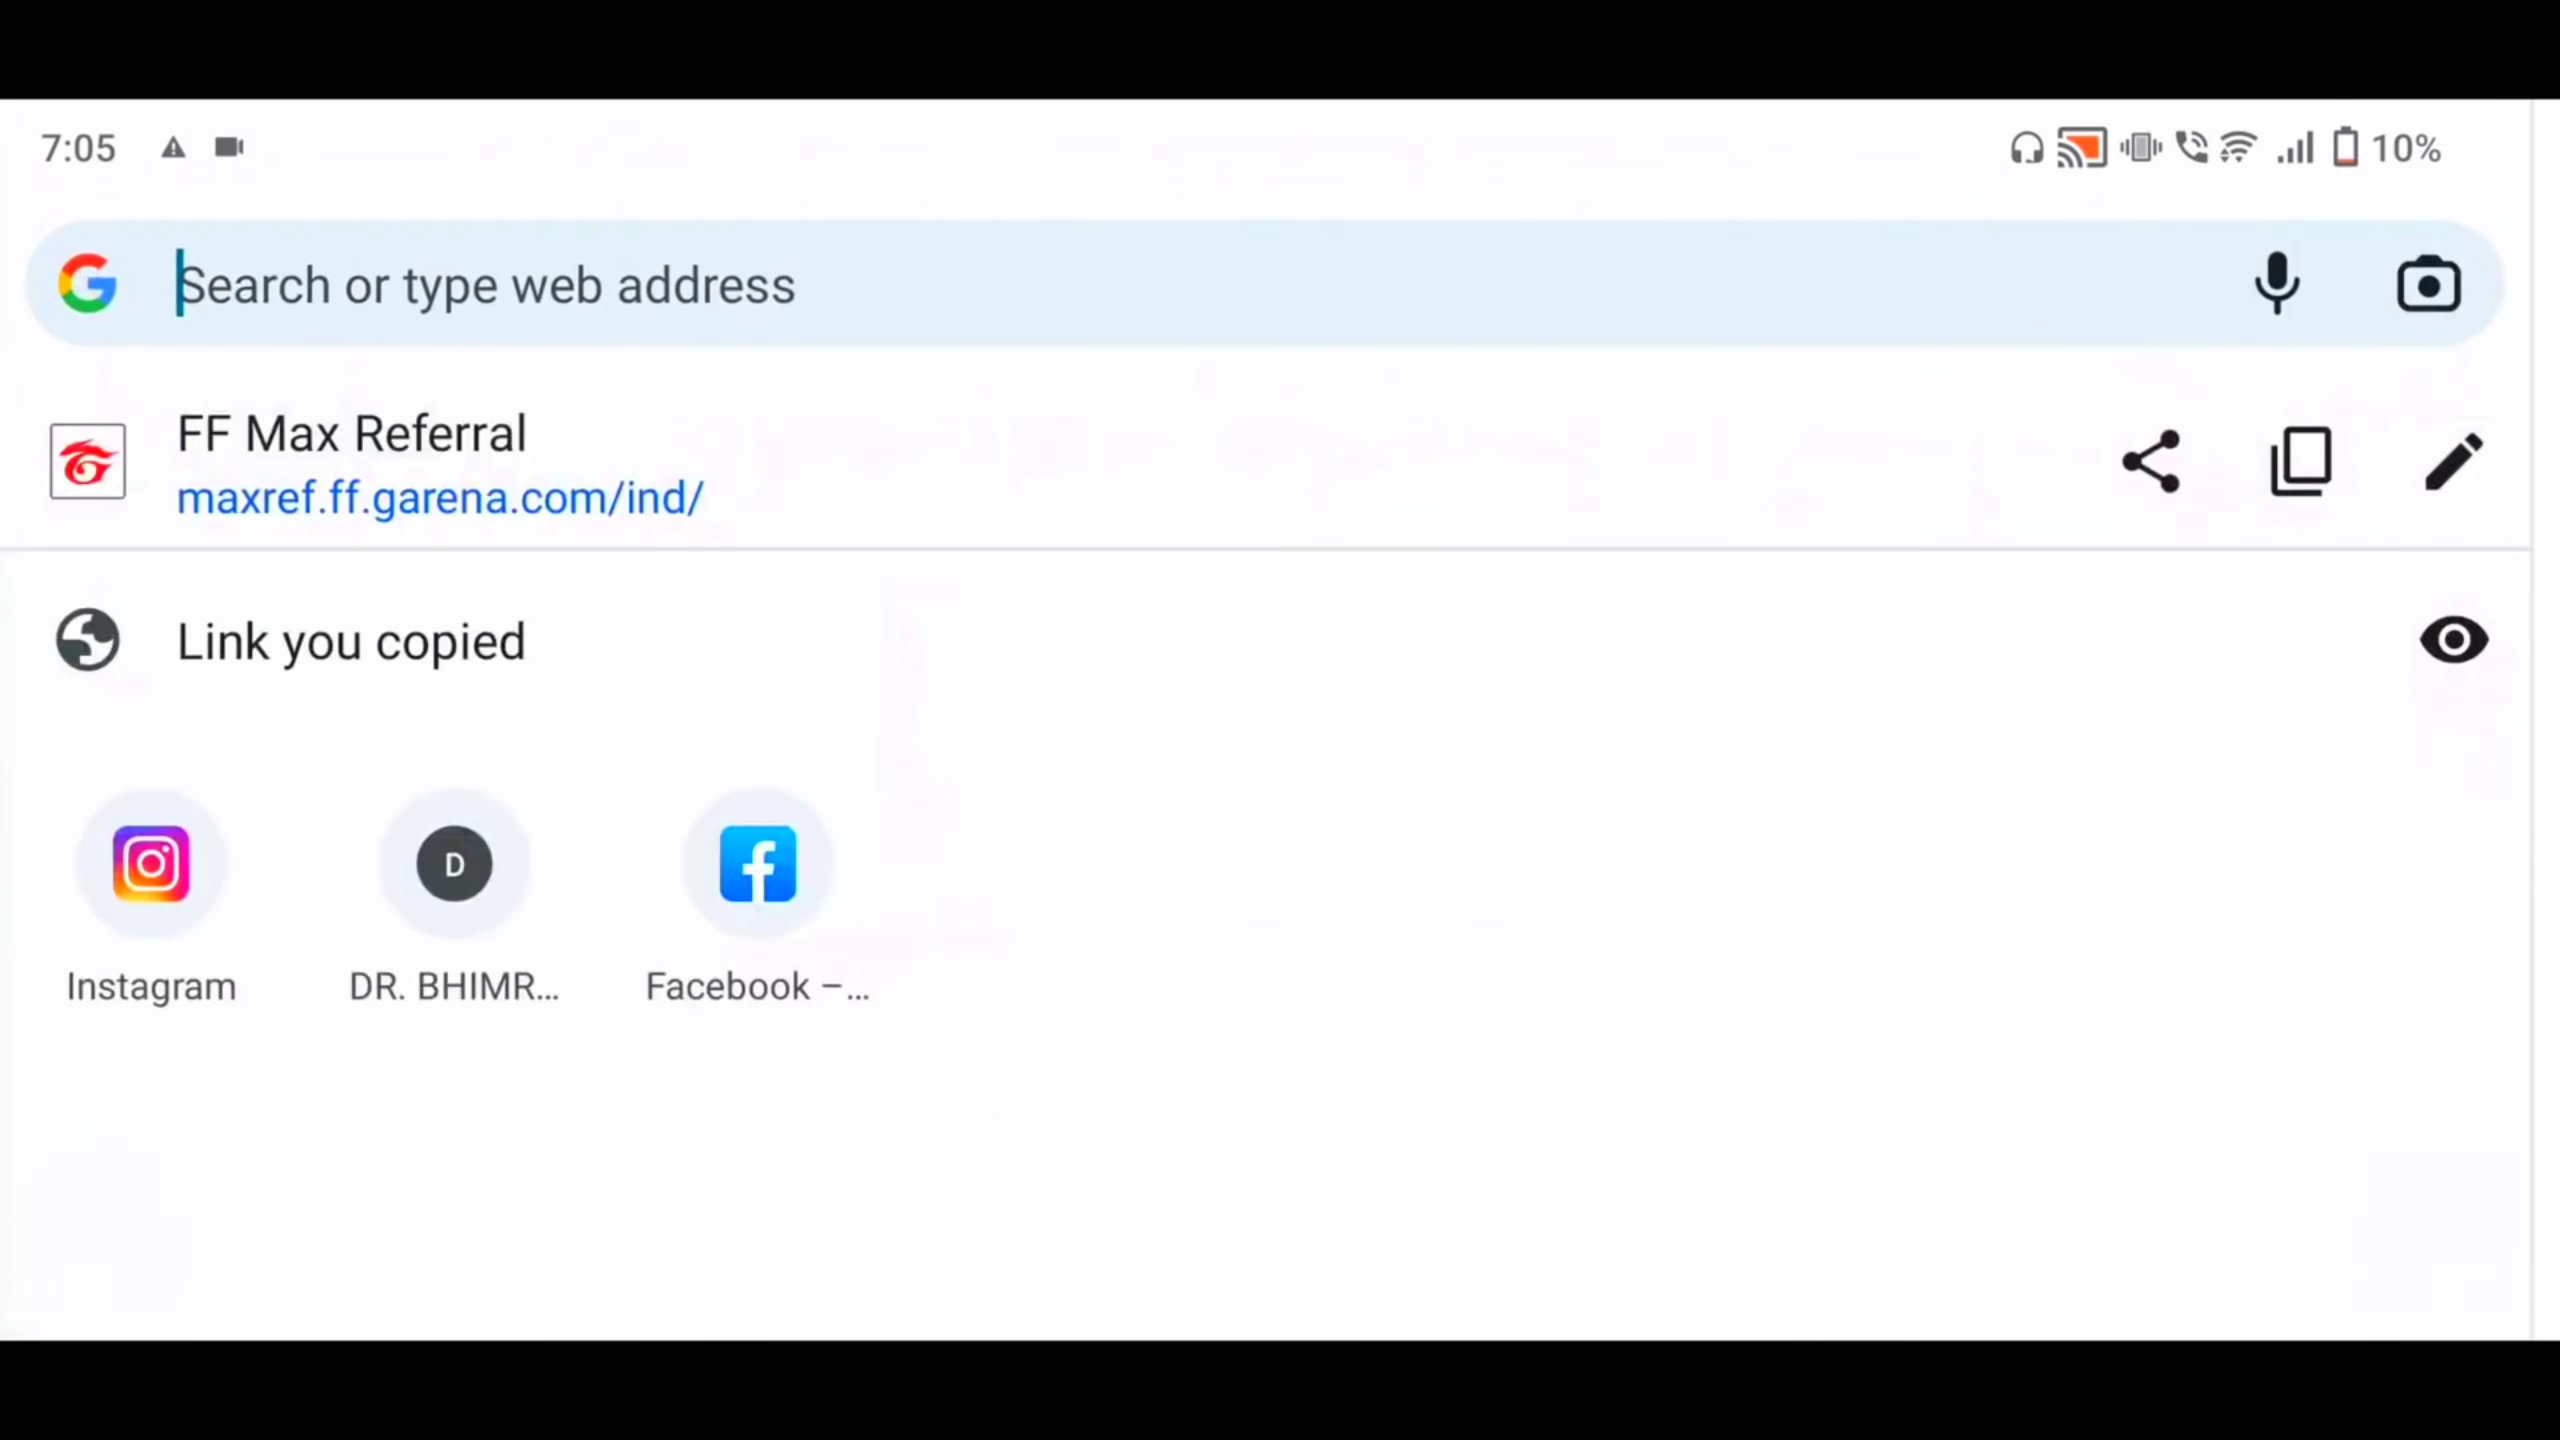 7:05
10%
Search or type web address
FF Max Referral
maxref.ff.garena.com/ind/
Link you copied
D
Instagram
DR. BHIMR...
Facebook –...